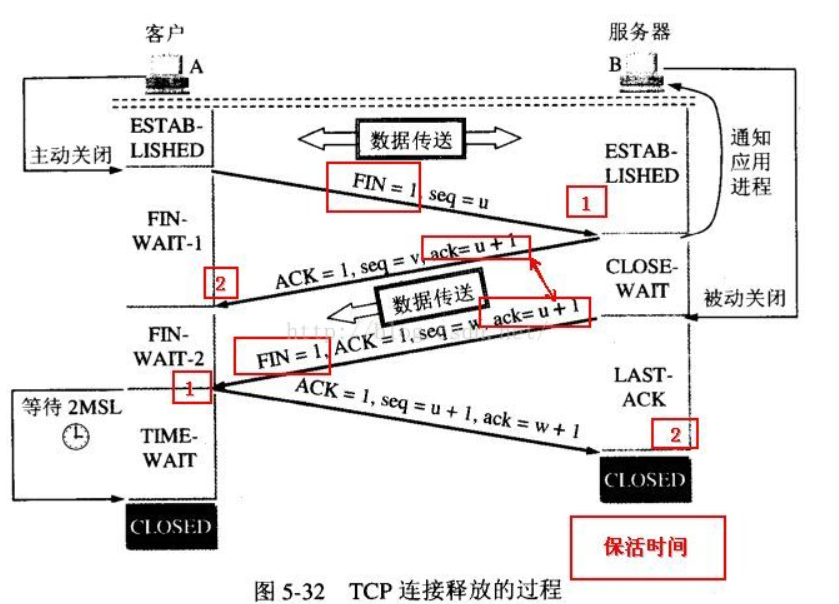 客户
服务器
A
B
ESTAB-
LISHED
数据传送
主动关闭
ESTAB-
LISHED
通知
应用
进程
FIN = 1, seq = u
1
FIN-
WAIT-1
ACK = 1, seq = v, ack= u + 1
2
CLOSE-
WAIT
数据传送
被动关闭
FIN-
WAIT-2
FIN = 1, ACK = 1, seq = w, ack= u + 1
1
ACK = 1, seq = u + 1, ack = w + 1
LAST-
ACK
2
等待 2MSL
TIME-
WAIT
CLOSED
CLOSED
保活时间
图 5-32 TCP 连接释放的过程